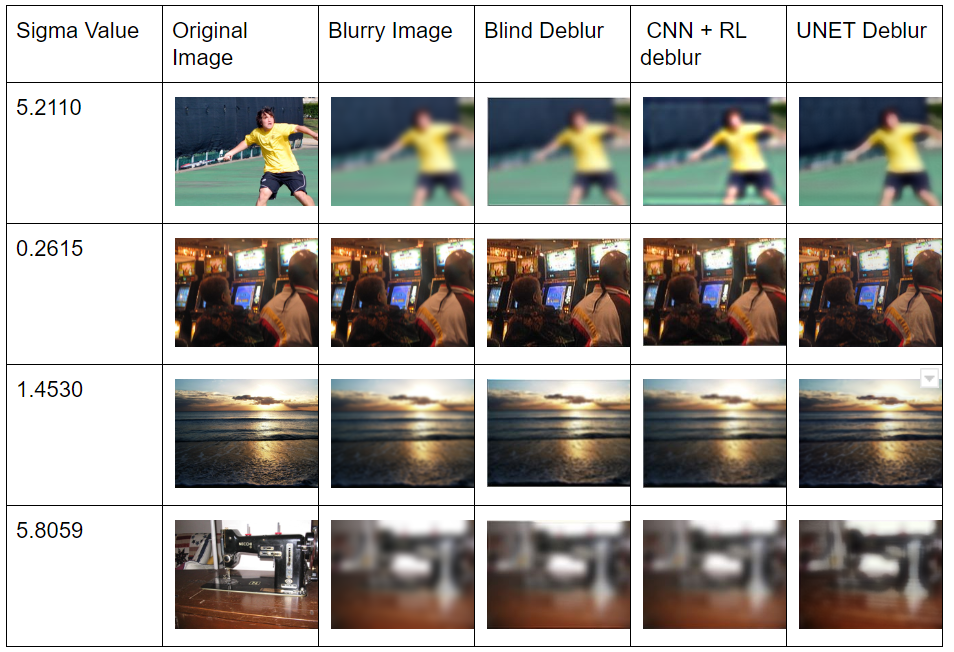 Sigma Value
Original
Image
Blurry Image
Blind Deblur
CNN + RL
deblur
UNET Deblur
5.2110
0.2615
1.4530
5.8059